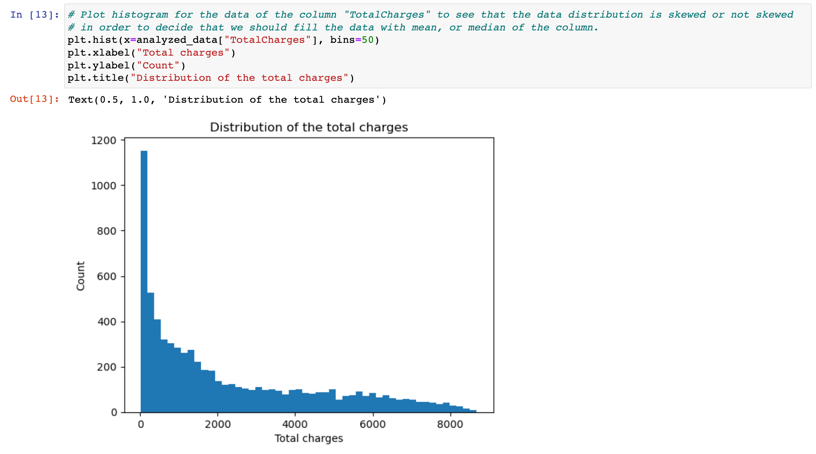 In [13]: # Plot histogram for the data of the column "TotalCharges" to see that the data distribution is skewed or not skewed
# in order to decide that we should fill the data with mean, or median of the column.
plt.hist(x=analyzed_data["TotalCharges"], bins=50)
plt.xlabel("Total charges")
plt.ylabel("Count")
plt.title("Distribution of the total charges")
Out[13]: Text(0.5, 1.0, 'Distribution of the total charges')
Distribution of the total charges
1200
1000
800
600
400
200
0
Count
0 2000 4000 6000 8000
Total charges